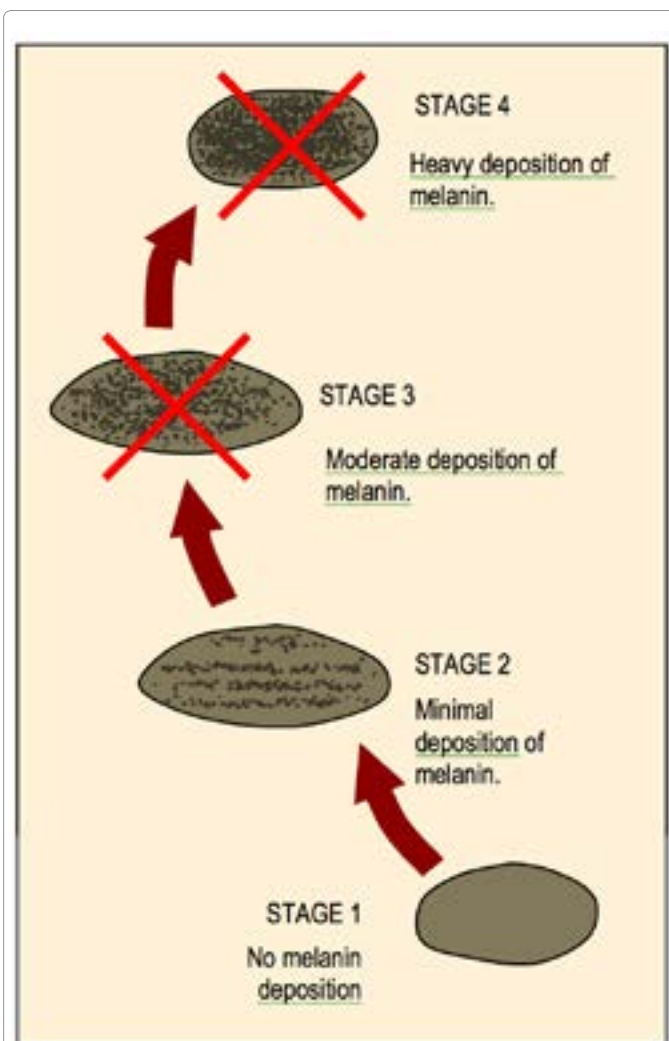 STAGE 4
Heavy deposition of
melanin.
STAGE 3
Moderate deposition of
melanin.
STAGE 2
Minimal
deposition of
melanin.
STAGE 1
No melanin
deposition